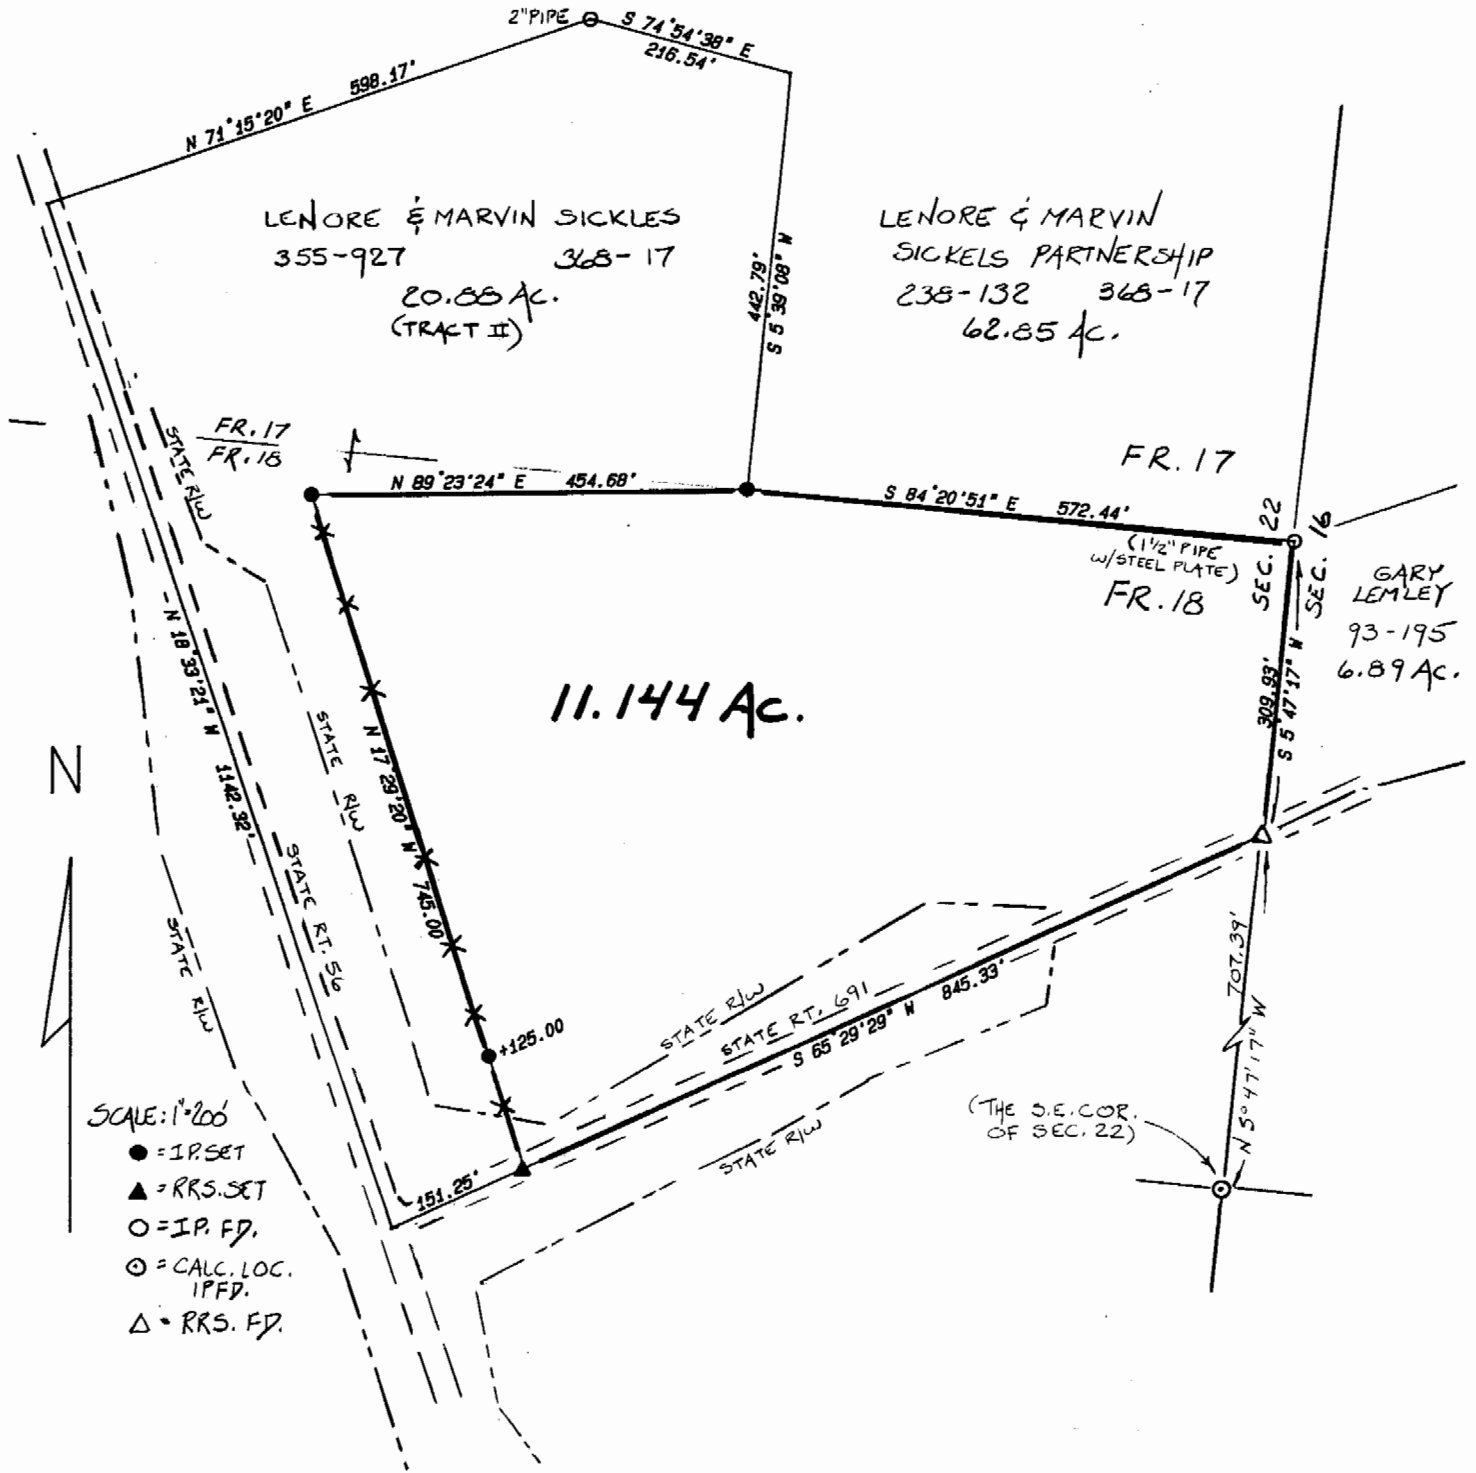 2"PIPE
S 74°54'38" E
216.54'
N 71°15'20" E 598.17'
LENORE & MARVIN SICKLES
355-927 368-17
20.88 AC.
(TRACT II)
442.79'
S 5°39'08" W
LENORE & MARVIN
SICKELS PARTNERSHIP
238-132 368-17
62.85 AC.
FR. 17
FR. 18
STATE R/W
N 89°23'24" E 454.68'
FR. 17
S 84°20'51" E 572.44'
(1 1/2" PIPE
W/STEEL PLATE)
FR. 18
SEC. 22
SEC. 16
GARY
LEMLEY
93-195
6.89 AC.
309.93'
S 5°47'17" W
11.144 AC.
N 18°33'21" W 1142.32'
STATE R/W
N 17°29'20" W 745.00
N
STATE RT. 56
STATE R/W
+125.00
STATE R/W
STATE RT. 691
S 65°29'29" W 845.33'
STATE R/W
707.39'
N 5°47'17" W
(THE S.E. COR.
OF SEC. 22)
151.25'
SCALE: 1"=200'
● = I.P. SET
▲ = RRS. SET
○ = I.P. FD.
⊙ = CALC. LOC.
IPFD.
△ = RRS. FD.